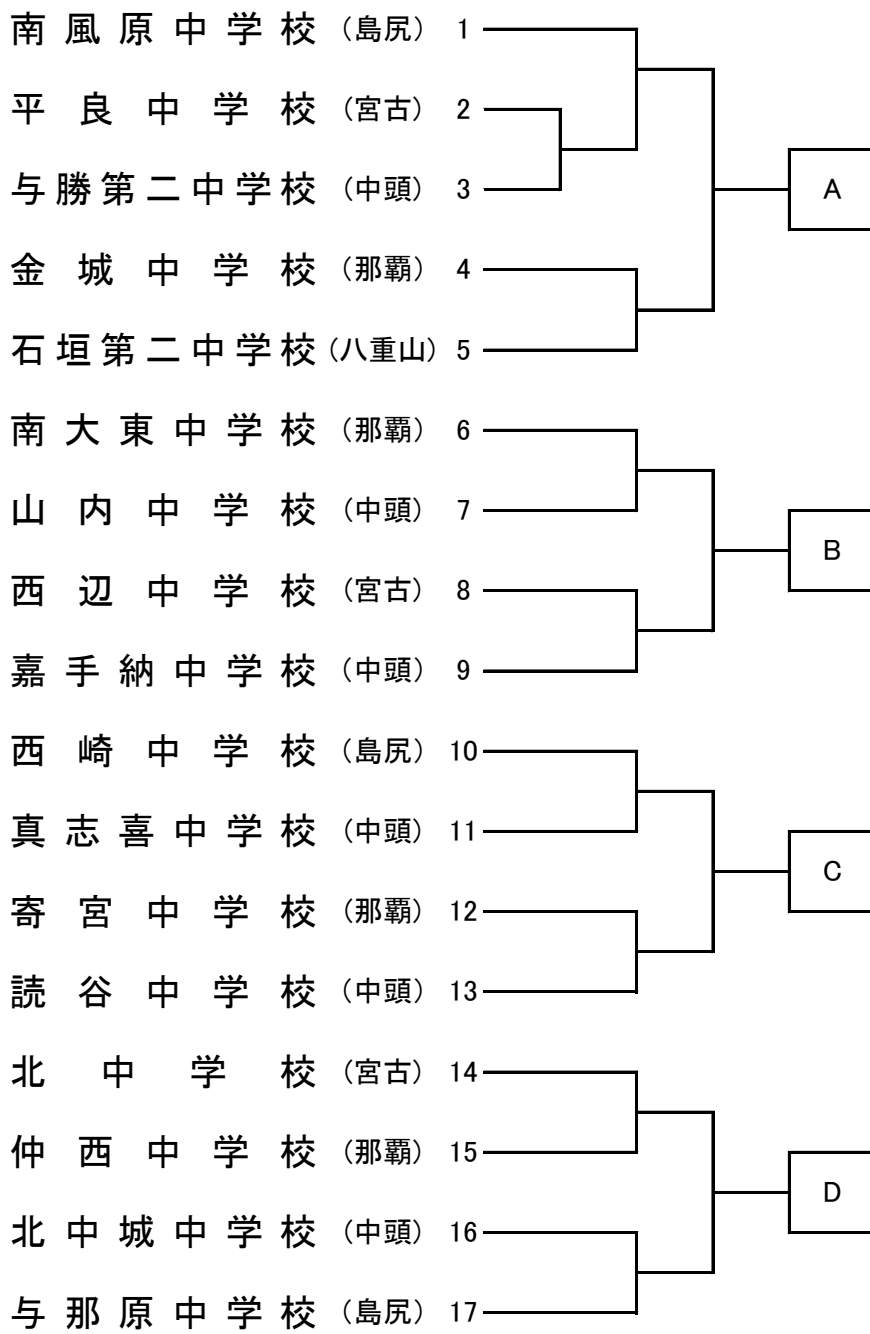 南風原中学校（島尻） 1
平良中学校（宮古） 2
与勝第二中学校（中頭） 3
A
金城中学校（那覇） 4
石垣第二中学校（八重山） 5
南大東中学校（那覇） 6
山内中学校（中頭） 7
B
西辺中学校（宮古） 8
嘉手納中学校（中頭） 9
西崎中学校（島尻） 10
真志喜中学校（中頭） 11
C
寄宮中学校（那覇） 12
読谷中学校（中頭） 13
北中学校（宮古） 14
仲西中学校（那覇） 15
D
北中城中学校（中頭） 16
与那原中学校（島尻） 17